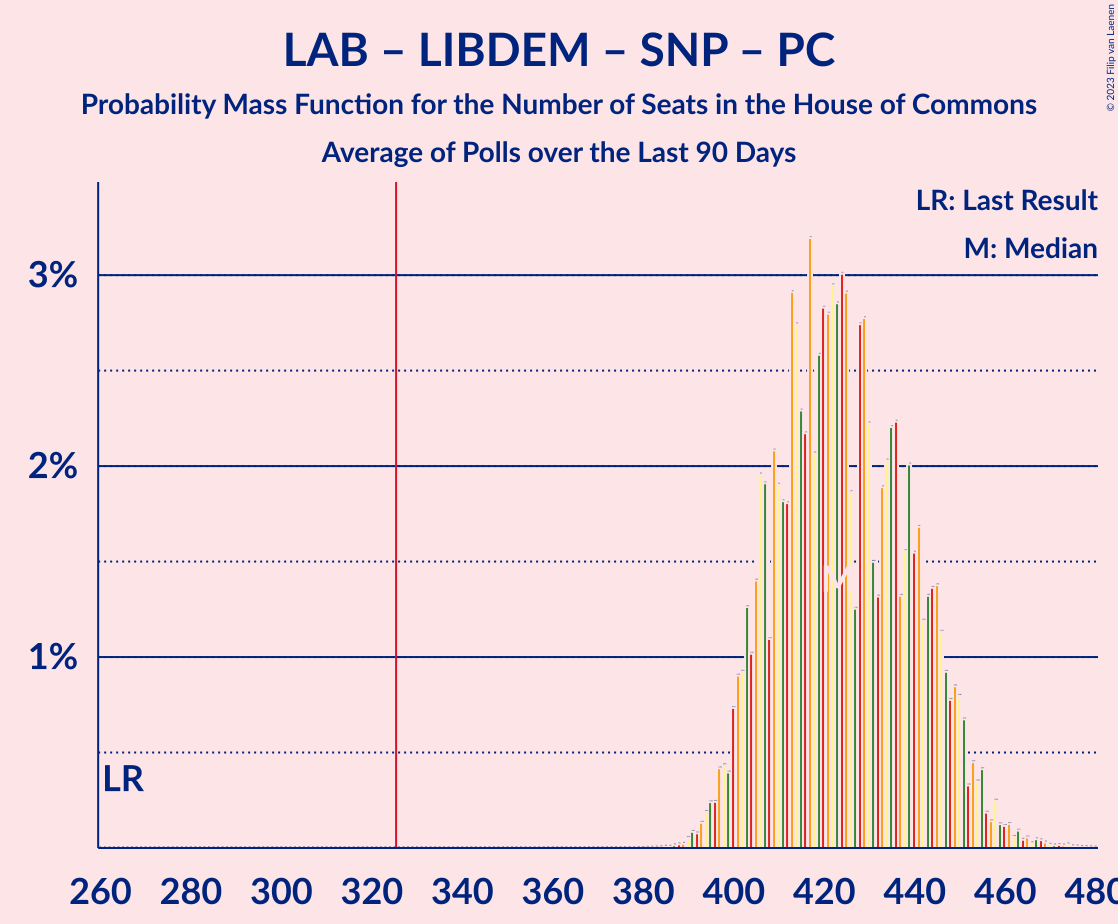 LAB – LIBDEM – SNP – PC
Probability Mass Function for the Number of Seats in the House of Commons
Average of Polls over the Last 90 Days
© 2023 Filip van Laenen
LR: Last Result
M: Median
3%
2%
1%
M
LR
260 280 300 320 340 360 380 400 420 440 460 480